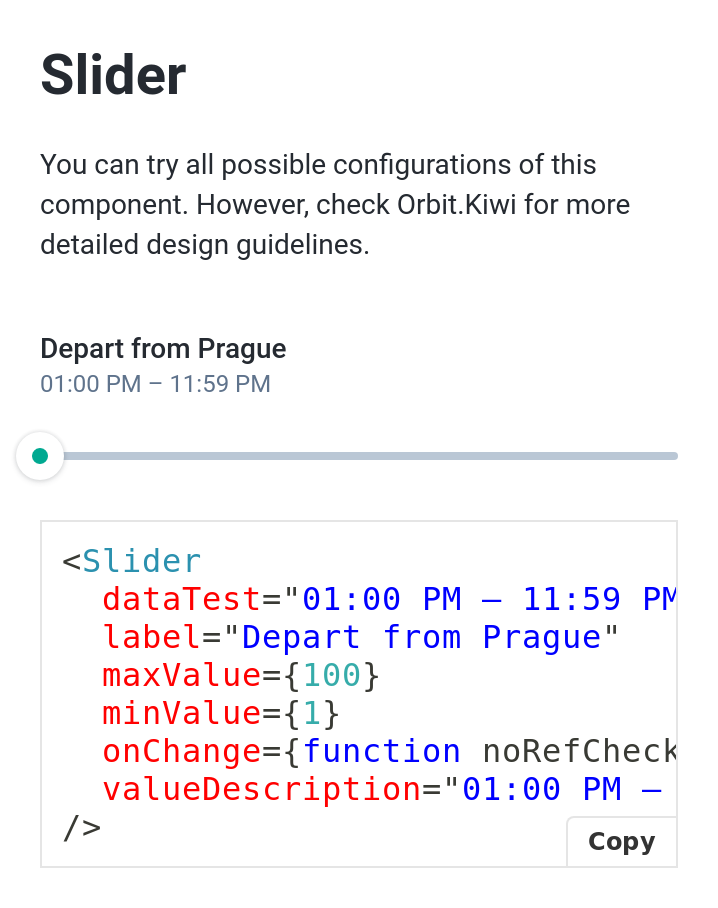 Slider
You can try all possible configurations of this
component. However, check Orbit.Kiwi for more
detailed design guidelines.
Depart from Prague
01:00 PM – 11:59 PM
<Slider
dataTest="01:00 PM – 11:59 PM
label="Depart from Prague"
maxValue={100}
minValue={1}
onChange={function noRefCheck
valueDescription="01:00 PM –
/>
Copy